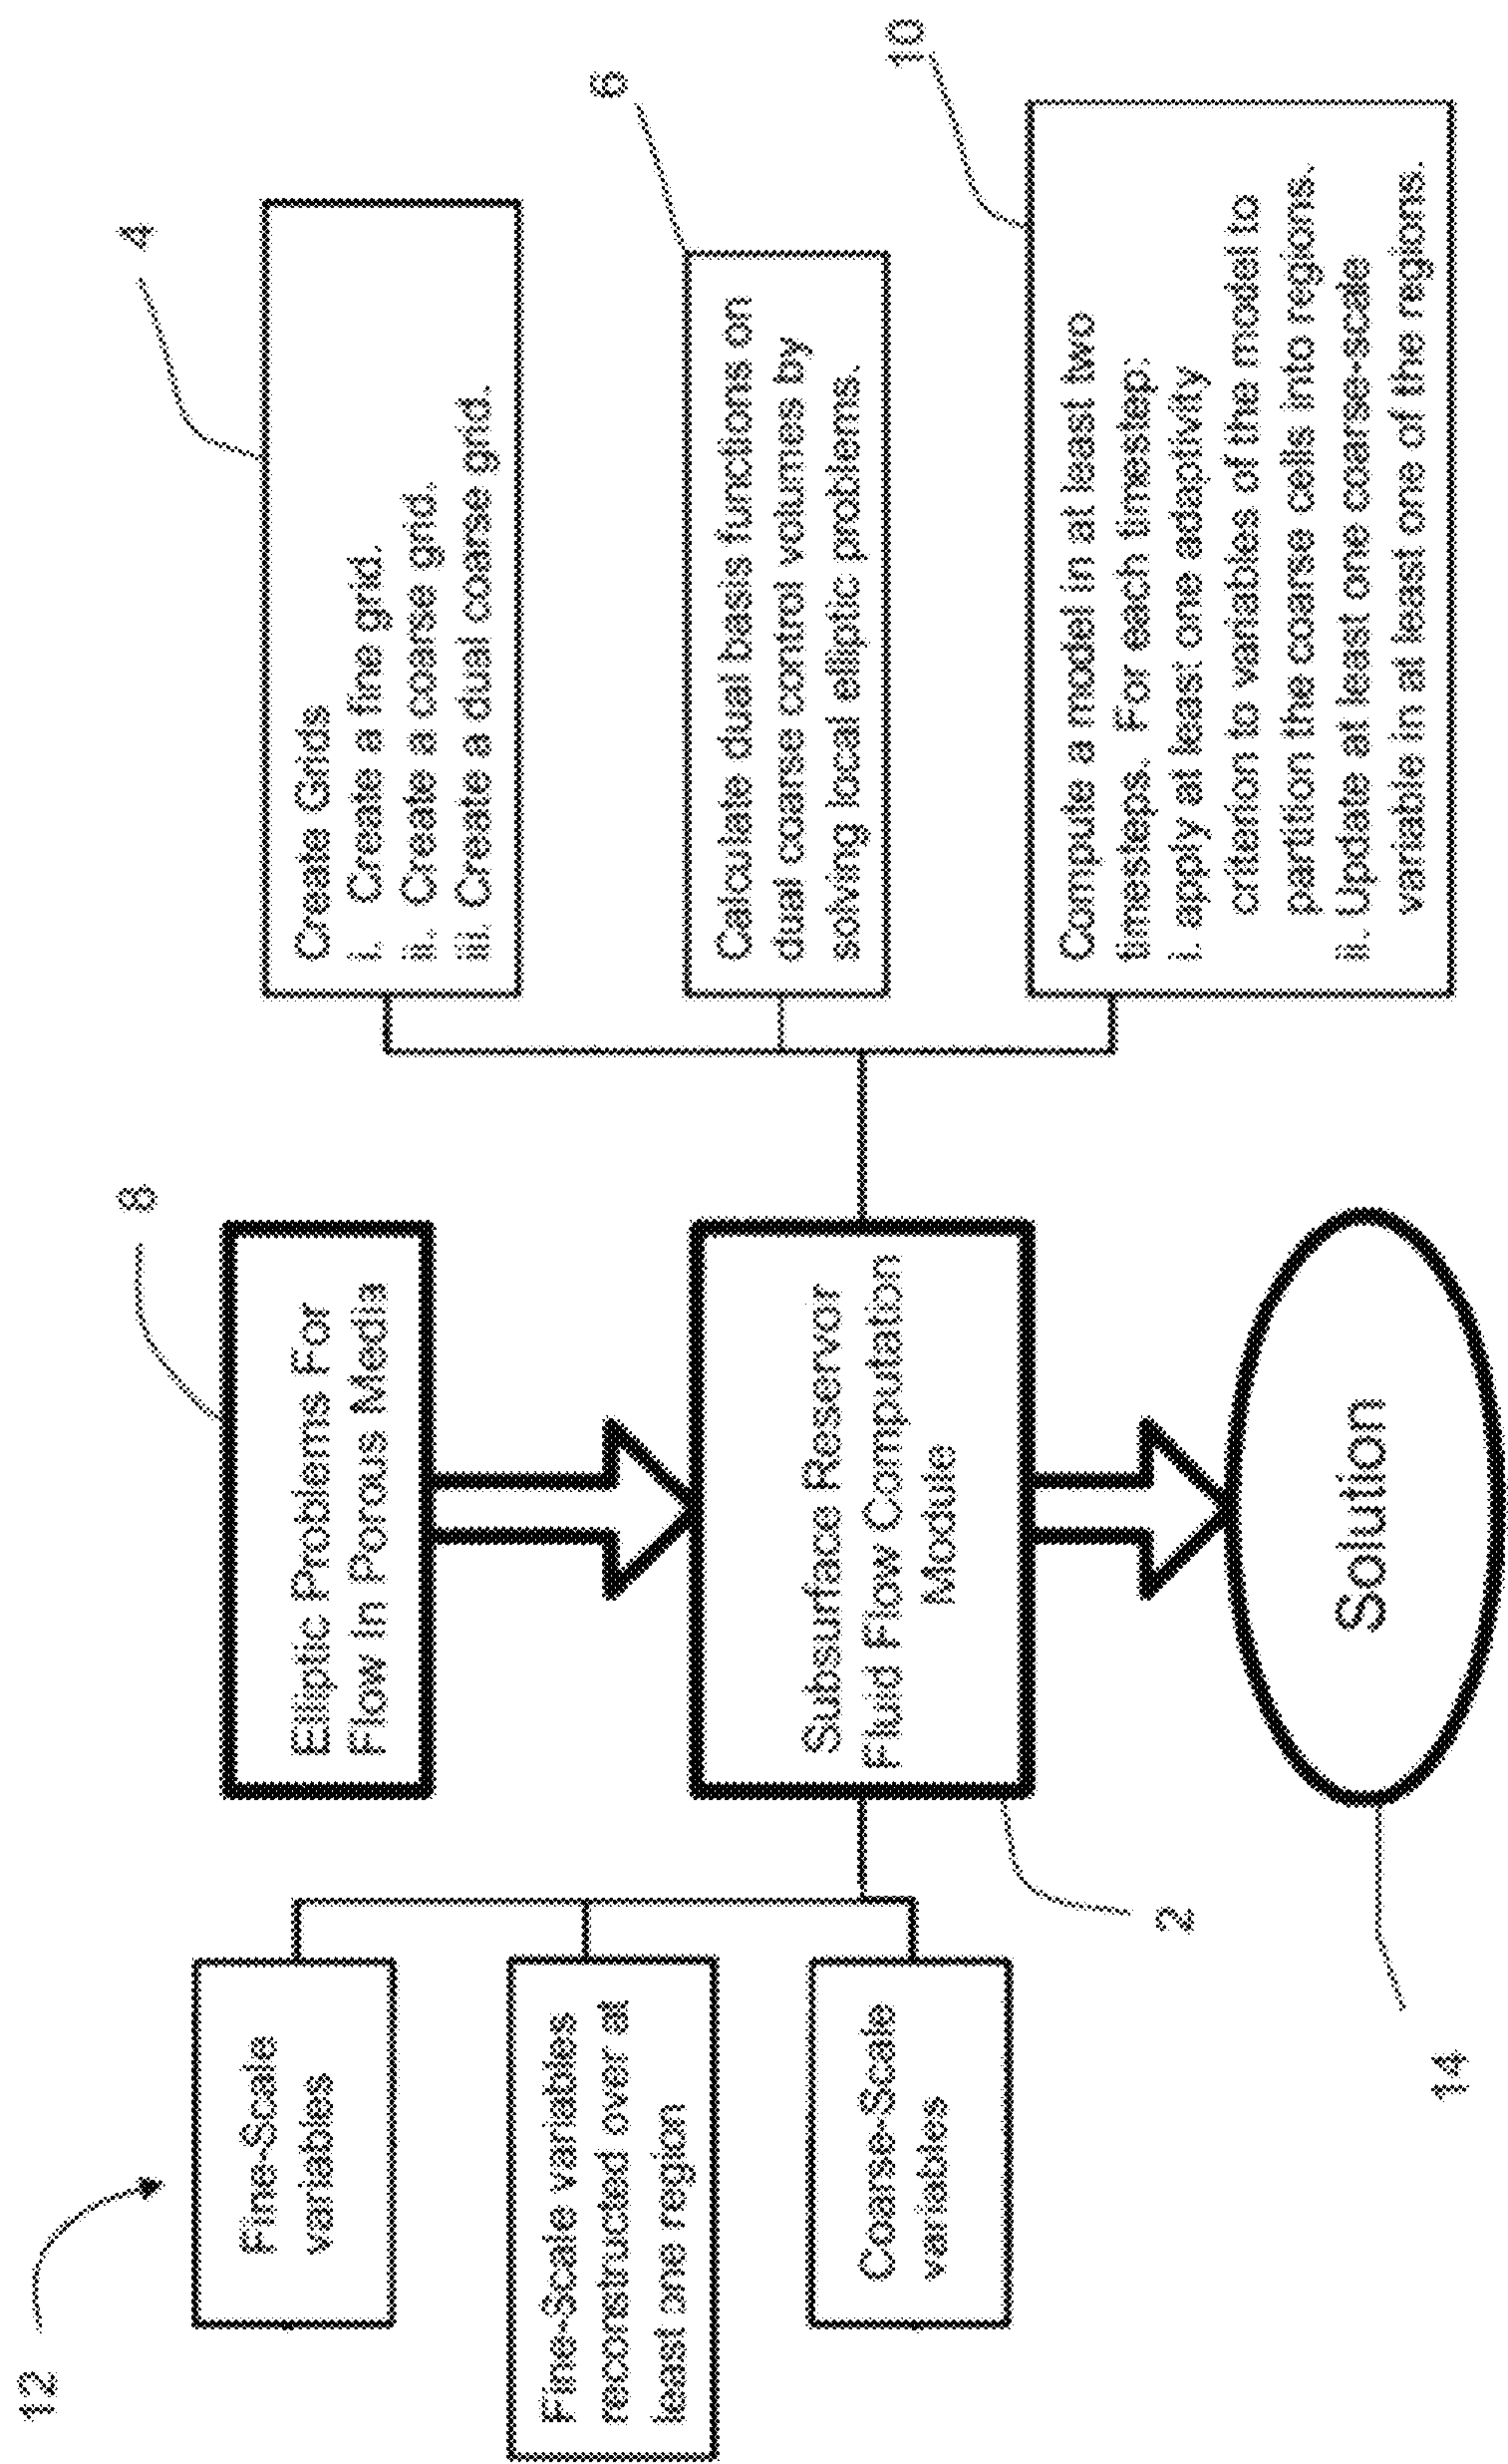 12
Fine-Scale
variables
Fine-Scale variables
reconstructed over at
least one region
Coarse-Scale
variables
8
Elliptic Problems For
Flow In Porous Media
Subsurface Reservor
Fluid Flow Computation
Module
2
Solution
14
4
Create Grids
i. Create a fine grid.
ii. Create a coarse grid.
iii. Create a dual coarse grid.
6
Calculate dual basis functions on
dual coarse control volumes by
solving local elliptic problems.
10
Compute a model in at least two
timesteps. For each timestep:
i. apply at least one adaptivity
criterion to variables of the model to
partition the coarse cells into regions.
ii. Update at least one coarse-scale
variable in at least one of the regions.